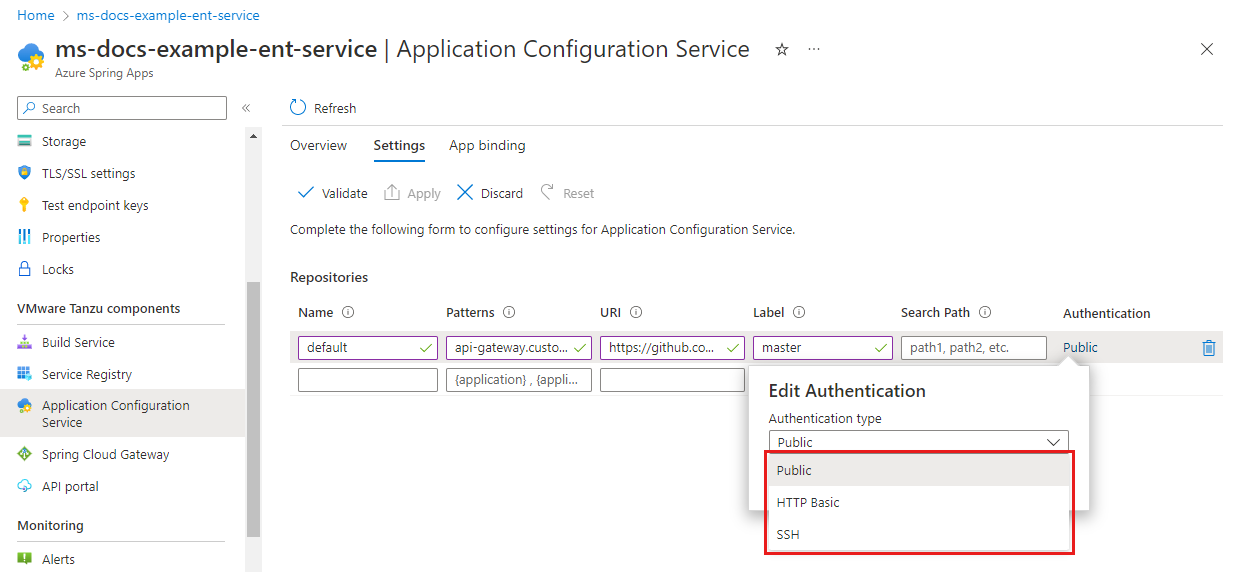 Home > ms-docs-example-ent-service
ms-docs-example-ent-service | Application Configuration Service
Azure Spring Apps
Search
Storage
TLS/SSL settings
Test endpoint keys
Properties
Locks
VMware Tanzu components
Build Service
Service Registry
Application Configuration
Service
Spring Cloud Gateway
API portal
Monitoring
Alerts
Refresh
Overview Settings App binding
Validate Apply Discard Reset
Complete the following form to configure settings for Application Configuration Service.
Repositories
Name Patterns URI Label Search Path Authentication
default api-gateway.custo... https://github.co... master path1, path2, etc. Public
{application} , {appli...
Edit Authentication
Authentication type
Public
Public
HTTP Basic
SSH